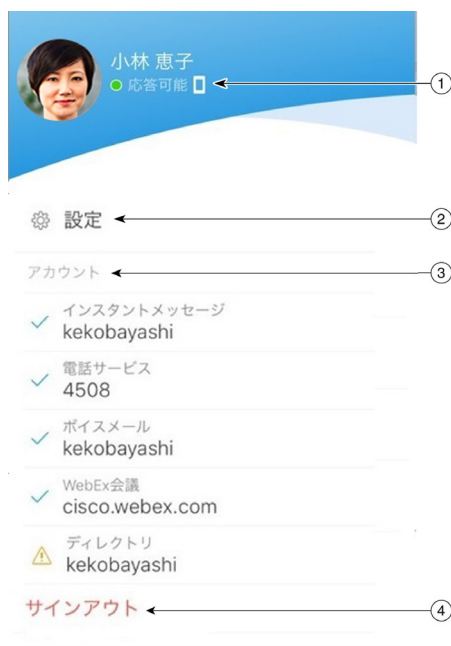 小林 恵子
応答可能 1
設定 2
アカウント 3
インスタントメッセージ
kekobayashi
電話サービス
4508
ボイスメール
kekobayashi
WebEx会議
cisco.webex.com
ディレクトリ
kekobayashi
サインアウト 4